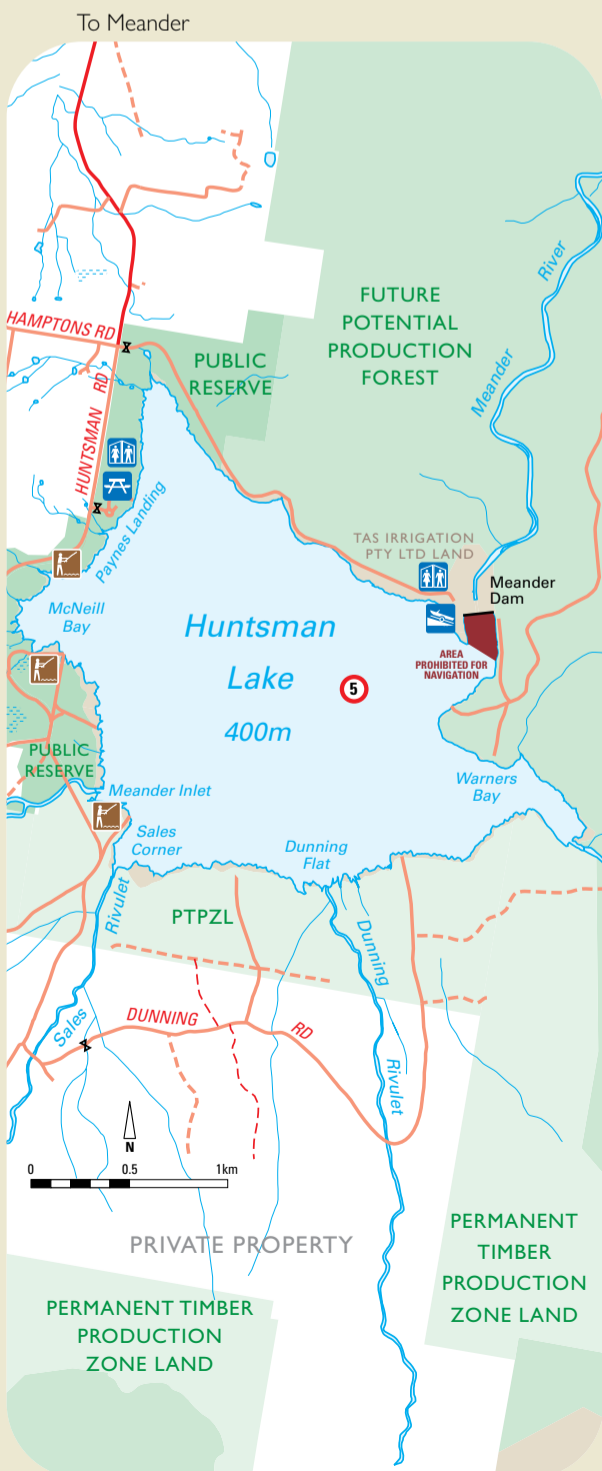 To Meander
River
Meander
FUTURE
POTENTIAL
PRODUCTION
FOREST
HAMPTONS RD
PUBLIC
RESERVE
HUNTSMAN RD
Paynes Landing
TAS IRRIGATION
PTY LTD LAND
Meander
Dam
McNeill
Bay
Huntsman
Lake
400m
5
AREA
PROHIBITED FOR
NAVIGATION
PUBLIC
RESERVE
Meander Inlet
Warners
Bay
Sales
Corner
Dunning
Flat
PTPZL
Sales Rivulet
Dunning Rivulet
DUNNING RD
N
0 0.5 1km
PRIVATE PROPERTY
PERMANENT
TIMBER
PRODUCTION
ZONE LAND
PERMANENT TIMBER
PRODUCTION
ZONE LAND